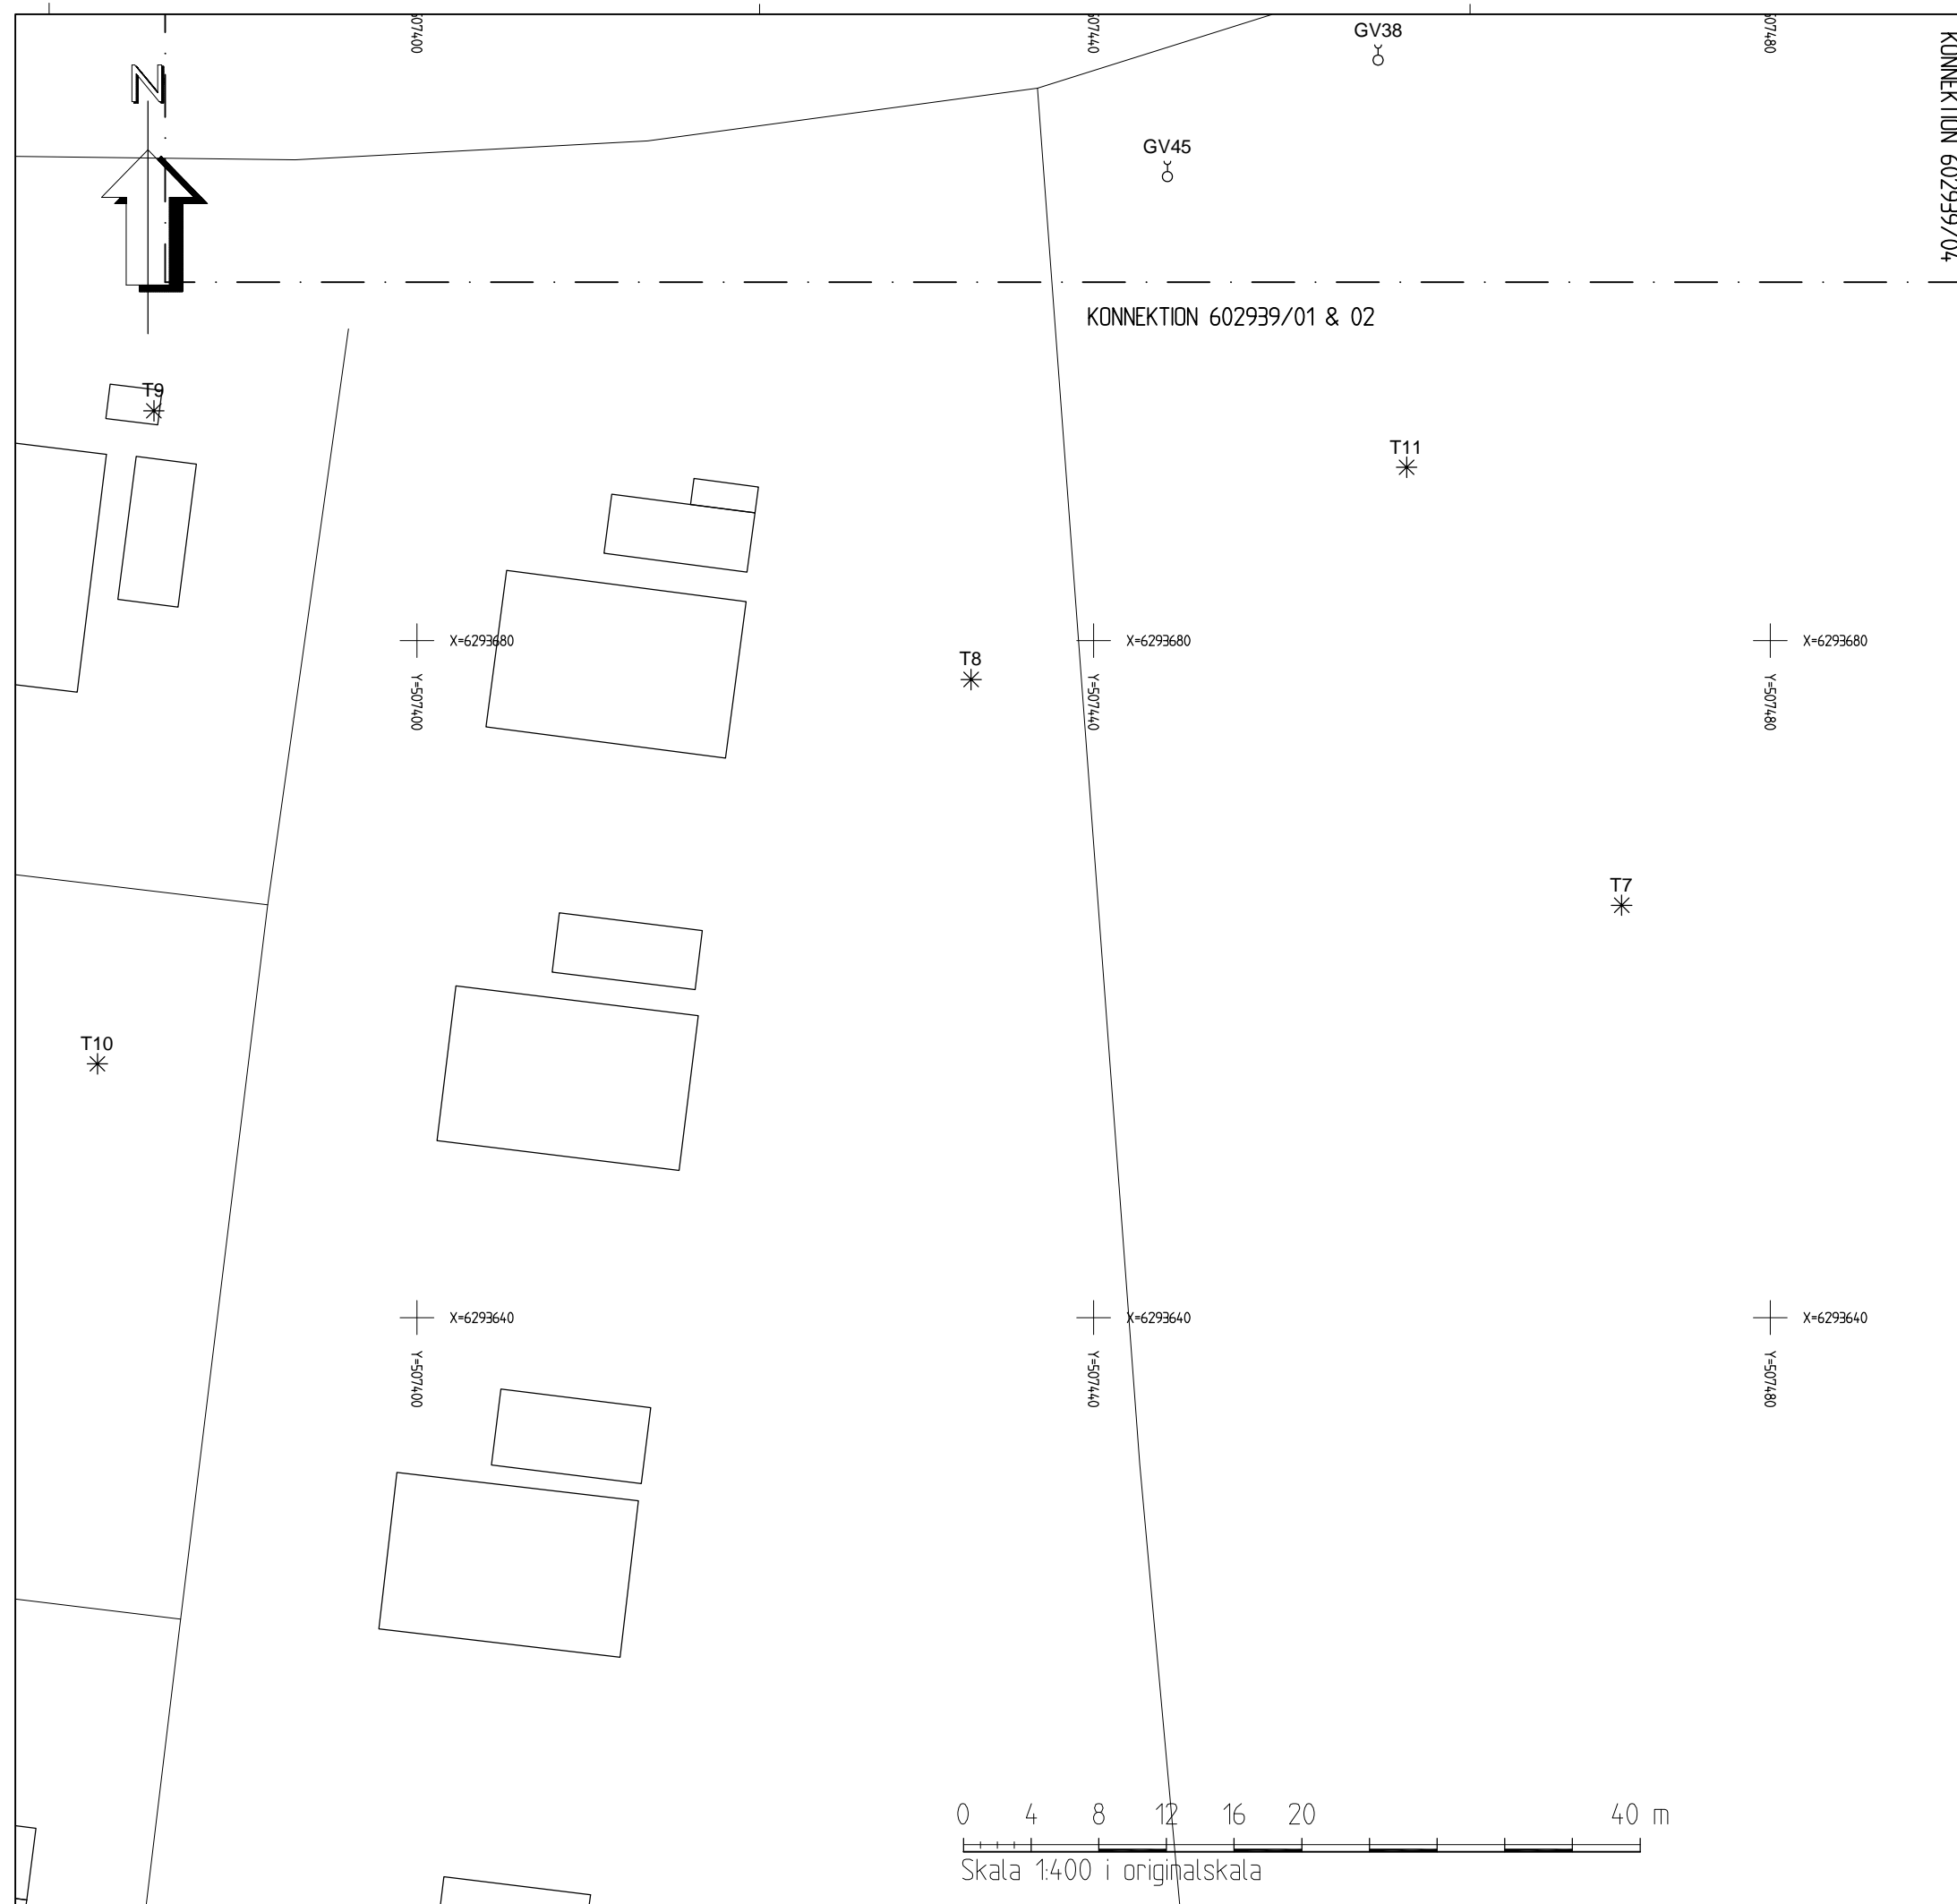 507400
507440
507480
GV38
KONNEKTION 602939/04
N
GV45
KONNEKTION 602939/01 & 02
T9
T11
X=6293680
X=6293680
X=6293680
Y=507400
Y=507440
Y=507480
T8
T7
T10
X=6293640
X=6293640
X=6293640
Y=507400
Y=507440
Y=507480
0 4 8 12 16 20 40 m
Skala 1:400 i originalskala